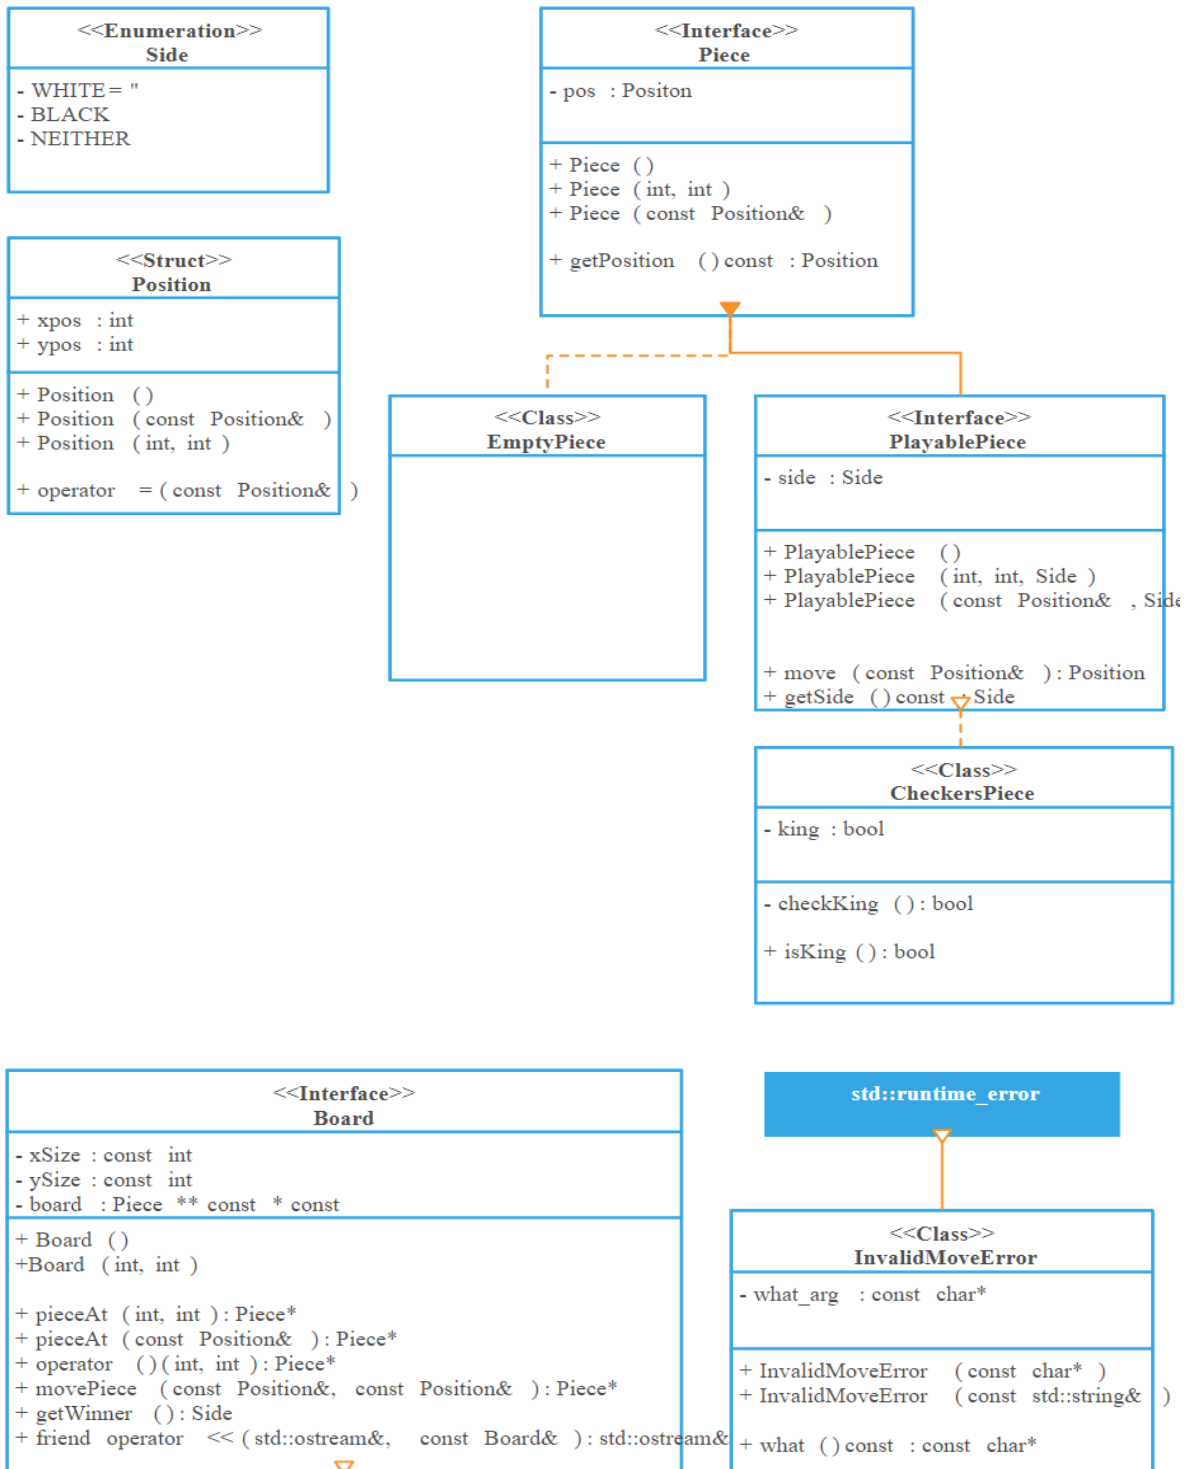 <<Enumeration>>
Side
- WHITE = "
- BLACK
- NEITHER
<<Interface>>
Piece
- pos : Positon
+ Piece ()
+ Piece (int, int )
+ Piece (const Position& )
+ getPosition () const : Position
<<Struct>>
Position
+ xpos : int
+ ypos : int
+ Position ()
+ Position (const Position& )
+ Position (int, int )
+ operator = ( const Position& )
<<Class>>
EmptyPiece
<<Interface>>
PlayablePiece
- side : Side
+ PlayablePiece ()
+ PlayablePiece (int, int, Side )
+ PlayablePiece (const Position& , Side
+ move (const Position& ) : Position
+ getSide () const : Side
<<Class>>
CheckersPiece
- king : bool
- checkKing () : bool
+ isKing () : bool
<<Interface>>
Board
- xSize : const int
- ySize : const int
- board : Piece ** const * const
+ Board ()
+Board (int, int )
+ pieceAt (int, int ) : Piece*
+ pieceAt (const Position& ) : Piece*
+ operator () ( int, int ) : Piece*
+ movePiece (const Position&, const Position& ) : Piece*
+ getWinner () : Side
+ friend operator << ( std::ostream&, const Board& ) : std::ostream&
std::runtime_error
<<Class>>
InvalidMoveError
- what_arg : const char*
+ InvalidMoveError (const char* )
+ InvalidMoveError (const std::string& )
+ what () const : const char*